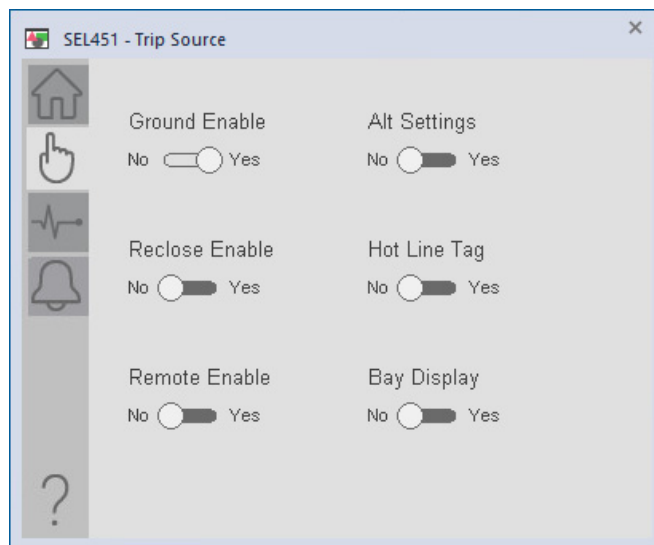 SEL451 - Trip Source
Ground Enable
No Yes
Alt Settings
No Yes
Reclose Enable
No Yes
Hot Line Tag
No Yes
Remote Enable
No Yes
Bay Display
No Yes
?